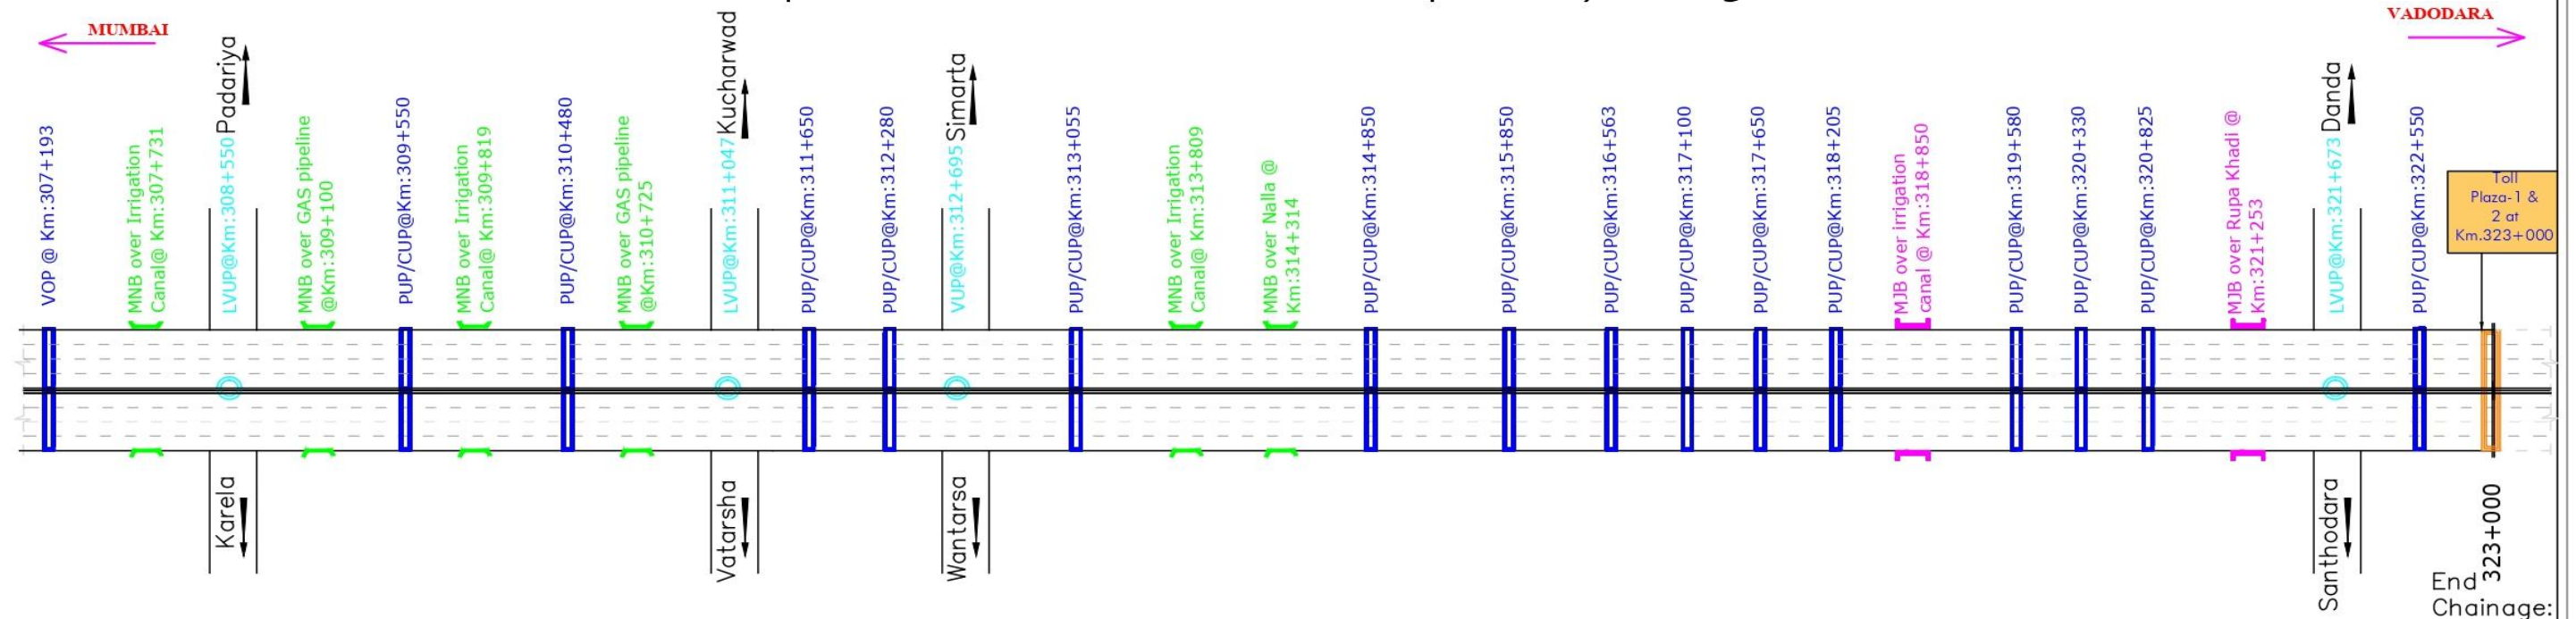 MUMBAI
VADODARA
VOP @ Km:307+193
MNB over Irrigation
Canal@ Km:307+731
LVUP@Km:308+550
Padariya
MNB over GAS pipeline
@Km:309+100
PUP/CUP@Km:309+550
MNB over Irrigation
Canal@ Km:309+819
PUP/CUP@Km:310+480
MNB over GAS pipeline
@Km:310+725
LVUP@Km:311+047
Kucharwad
PUP/CUP@Km:311+650
PUP/CUP@Km:312+280
VUP@Km:312+695
Simarta
PUP/CUP@Km:313+055
MNB over Irrigation
Canal@ Km:313+809
MNB over Nalla @
Km:314+314
PUP/CUP@Km:314+850
PUP/CUP@Km:315+850
PUP/CUP@Km:316+563
PUP/CUP@Km:317+100
PUP/CUP@Km:317+650
PUP/CUP@Km:318+205
MJB over irrigation
canal @ Km:318+850
PUP/CUP@Km:319+580
PUP/CUP@Km:320+330
PUP/CUP@Km:320+825
MJB over Rupa Khadi @
Km:321+253
LVUP@Km:321+673
Danda
PUP/CUP@Km:322+550
Toll
Plaza-1 &
2 at
Km.323+000
Karela
Vatarsha
Wantarsa
Santhodara
End
Chainage:
323+000